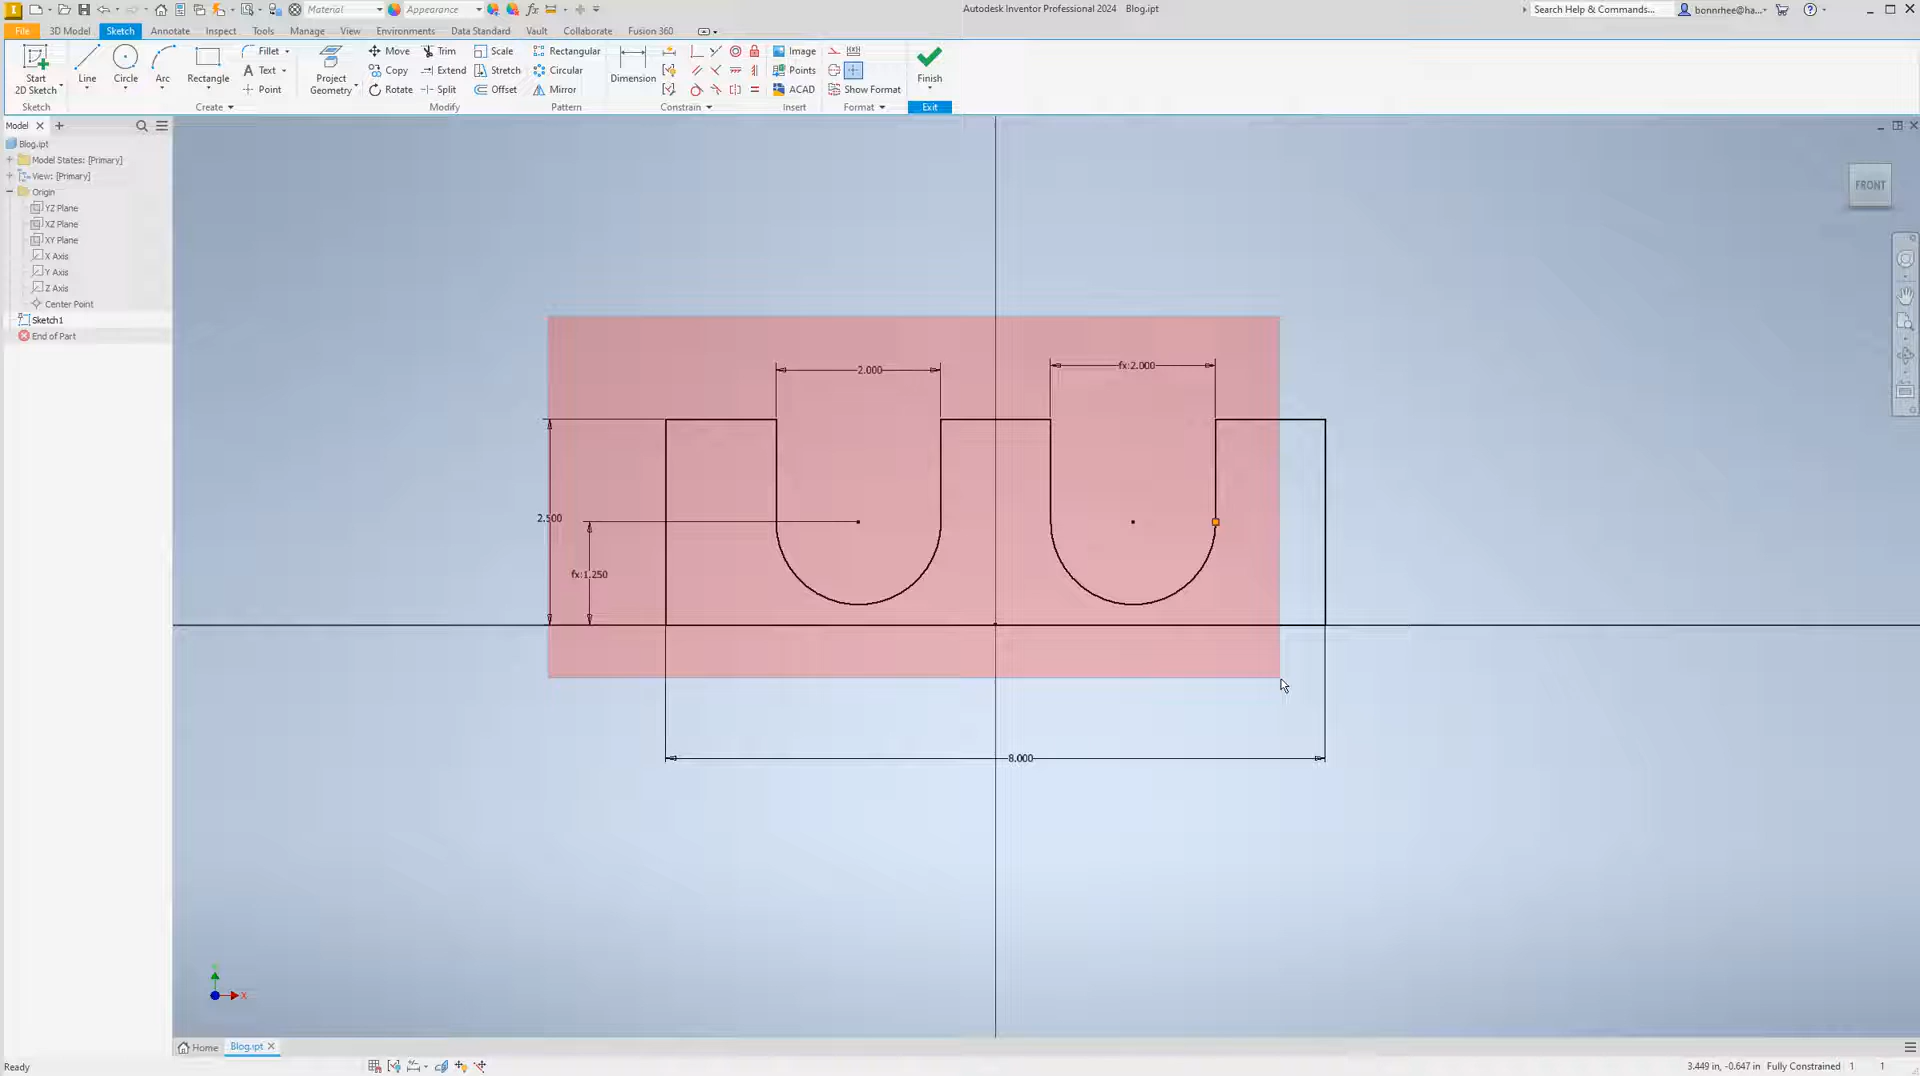 Material
Appearance
Autodesk Inventor Professional 2024 Blog.ipt
Search Help & Commands...
bonnrhee@ha...
File
3D Model
Sketch
Annotate
Inspect
Tools
Manage
View
Environments
Data Standard
Vault
Collaborate
Fusion 360
Start
2D Sketch
Line
Circle
Arc
Rectangle
Fillet
Text
Point
Project
Geometry
Move
Copy
Rotate
Trim
Extend
Split
Scale
Stretch
Offset
Rectangular
Circular
Mirror
Dimension
Image
Points
ACAD
Show Format
Finish
Sketch
Create
Modify
Pattern
Constrain
Insert
Format
Exit
Model
Blog.ipt
Model States: [Primary]
View: [Primary]
Origin
YZ Plane
XZ Plane
XY Plane
X Axis
Y Axis
Z Axis
Center Point
Sketch1
End of Part
FRONT
2.000
fx:2.000
2.500
fx:1.250
8.000
X
Home
Blog.ipt
Ready
3.449 in, -0.647 in Fully Constrained 1 1